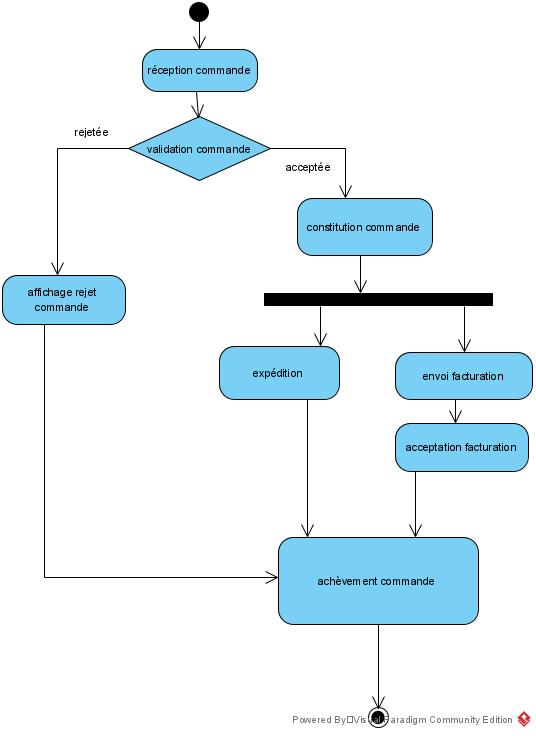 réception commande
validation commande
rejetée
acceptée
constitution commande
affichage rejet
commande
expédition
envoi facturation
acceptation facturation
achèvement commande
Powered By Visual Paradigm Community Edition